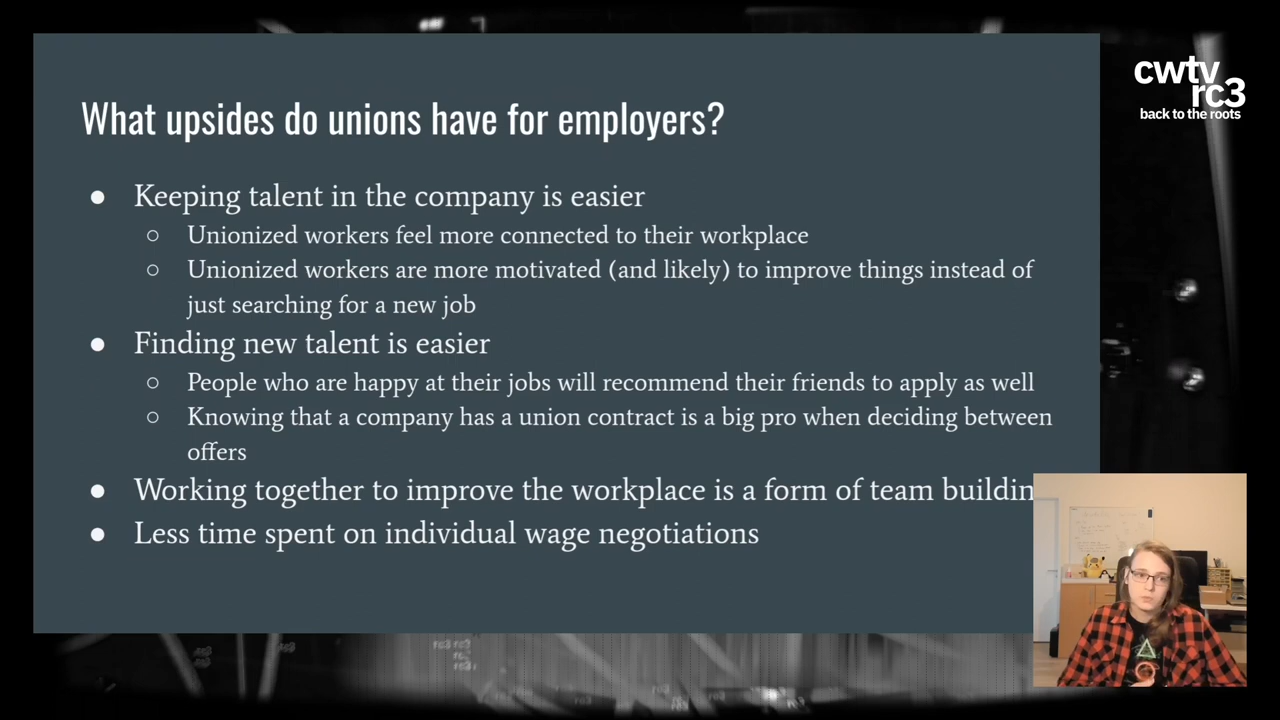 What upsides do unions have for employers?
● Keeping talent in the company is easier
○ Unionized workers feel more connected to their workplace
○ Unionized workers are more motivated (and likely) to improve things instead of
just searching for a new job
● Finding new talent is easier
○ People who are happy at their jobs will recommend their friends to apply as well
○ Knowing that a company has a union contract is a big pro when deciding between
offers
● Working together to improve the workplace is a form of team buildin
● Less time spent on individual wage negotiations
cwtv
rc3
back to the roots